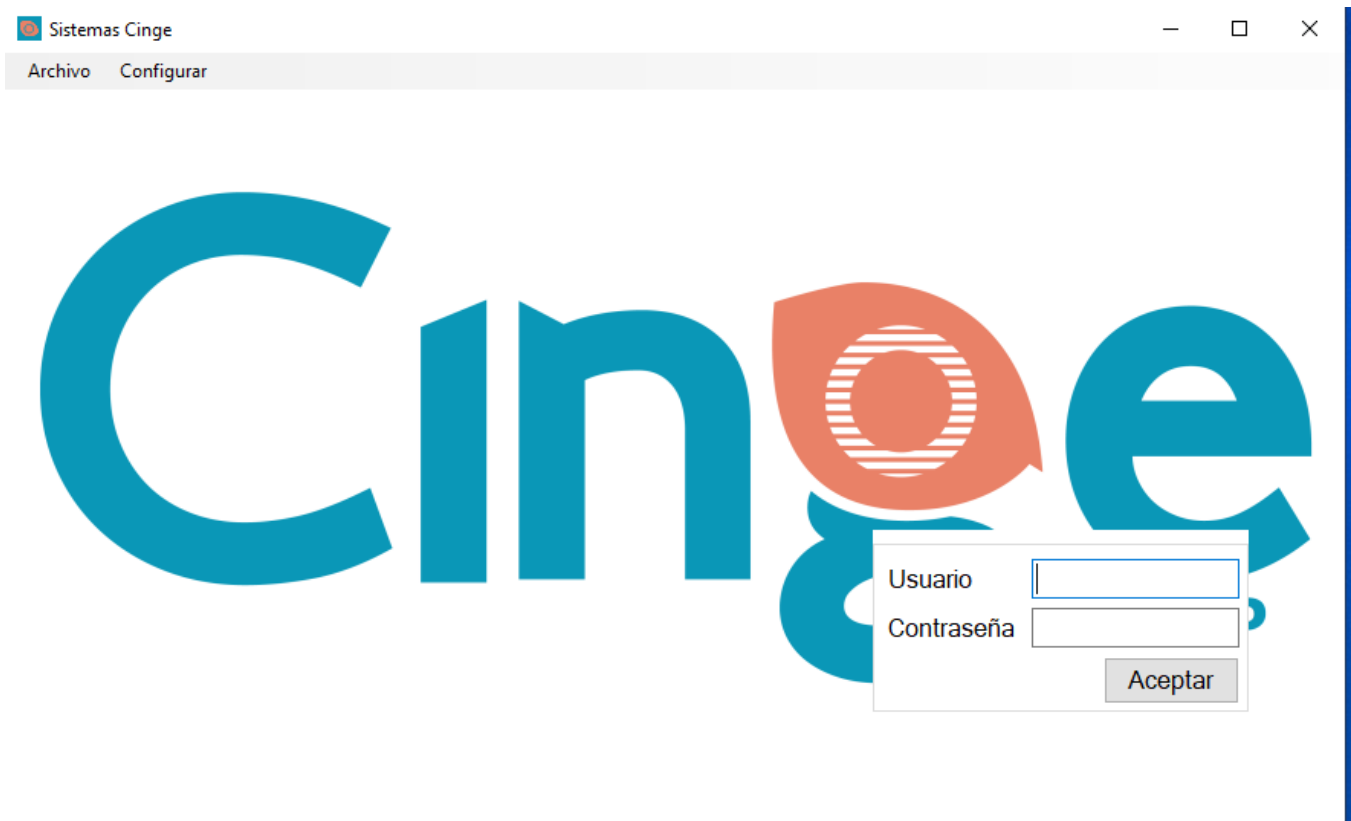 Sistemas Cinge
Archivo Configurar
Cinge
Usuario
Contraseña
Aceptar